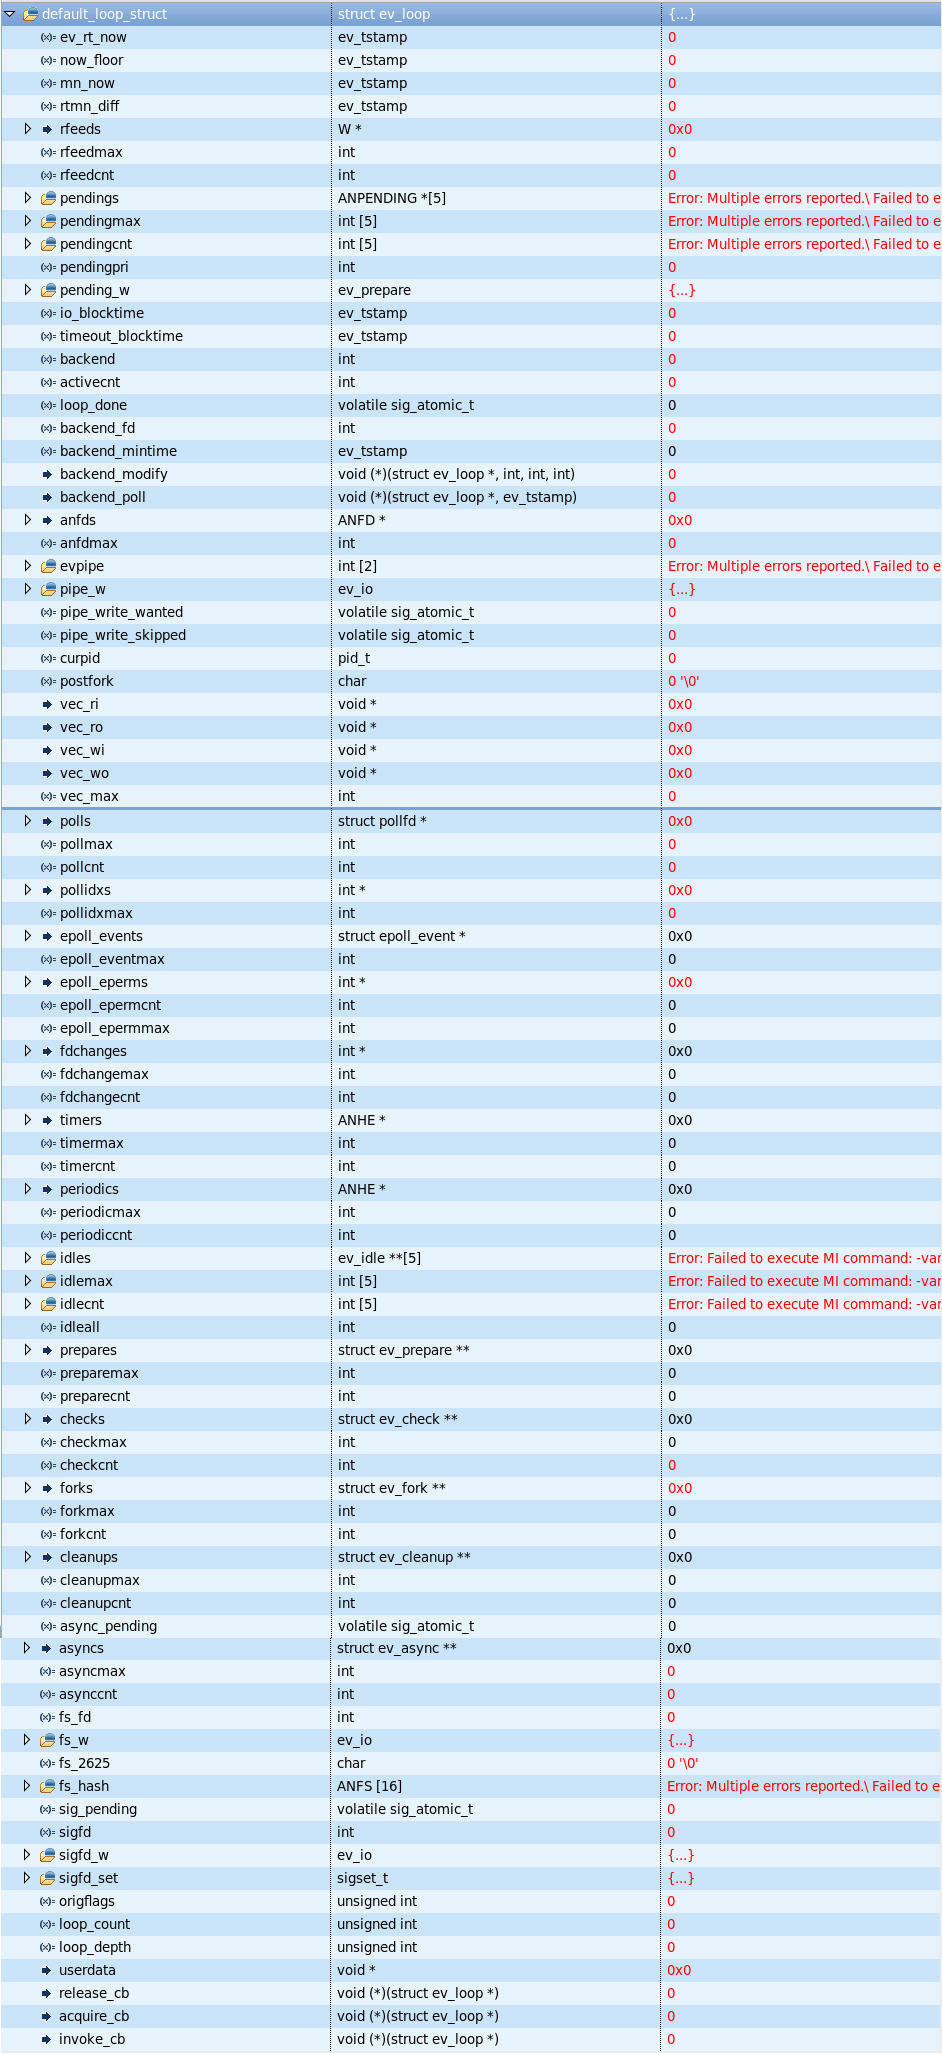 default_loop_struct struct ev_loop {...}
ev_rt_now ev_tstamp 0
now_floor ev_tstamp 0
mn_now ev_tstamp 0
rtmn_diff ev_tstamp 0
rfeeds W * 0x0
rfeedmax int 0
rfeedcnt int 0
pendings ANPENDING *[5] Error: Multiple errors reported.\ Failed to e
pendingmax int [5] Error: Multiple errors reported.\ Failed to e
pendingcnt int [5] Error: Multiple errors reported.\ Failed to e
pendingpri int 0
pending_w ev_prepare {...}
io_blocktime ev_tstamp 0
timeout_blocktime ev_tstamp 0
backend int 0
activecnt int 0
loop_done volatile sig_atomic_t 0
backend_fd int 0
backend_mintime ev_tstamp 0
backend_modify void (*)(struct ev_loop *, int, int, int) 0
backend_poll void (*)(struct ev_loop *, ev_tstamp) 0
anfds ANFD * 0x0
anfdmax int 0
evpipe int [2] Error: Multiple errors reported.\ Failed to e
pipe_w ev_io {...}
pipe_write_wanted volatile sig_atomic_t 0
pipe_write_skipped volatile sig_atomic_t 0
curpid pid_t 0
postfork char 0 '\0'
vec_ri void * 0x0
vec_ro void * 0x0
vec_wi void * 0x0
vec_wo void * 0x0
vec_max int 0
polls struct pollfd * 0x0
pollmax int 0
pollcnt int 0
pollidxs int * 0x0
pollidxmax int 0
epoll_events struct epoll_event * 0x0
epoll_eventmax int 0
epoll_eperms int * 0x0
epoll_epermcnt int 0
epoll_epermmax int 0
fdchanges int * 0x0
fdchangemax int 0
fdchangecnt int 0
timers ANHE * 0x0
timermax int 0
timercnt int 0
periodics ANHE * 0x0
periodicmax int 0
periodiccnt int 0
idles ev_idle **[5] Error: Failed to execute MI command: -var
idlemax int [5] Error: Failed to execute MI command: -var
idlecnt int [5] Error: Failed to execute MI command: -var
idleall int 0
prepares struct ev_prepare ** 0x0
preparemax int 0
preparecnt int 0
checks struct ev_check ** 0x0
checkmax int 0
checkcnt int 0
forks struct ev_fork ** 0x0
forkmax int 0
forkcnt int 0
cleanups struct ev_cleanup ** 0x0
cleanupmax int 0
cleanupcnt int 0
async_pending volatile sig_atomic_t 0
asyncs struct ev_async ** 0x0
asyncmax int 0
asynccnt int 0
fs_fd int 0
fs_w ev_io {...}
fs_2625 char 0 '\0'
fs_hash ANFS [16] Error: Multiple errors reported.\ Failed to e
sig_pending volatile sig_atomic_t 0
sigfd int 0
sigfd_w ev_io {...}
sigfd_set sigset_t {...}
origflags unsigned int 0
loop_count unsigned int 0
loop_depth unsigned int 0
userdata void * 0x0
release_cb void (*)(struct ev_loop *) 0
acquire_cb void (*)(struct ev_loop *) 0
invoke_cb void (*)(struct ev_loop *) 0